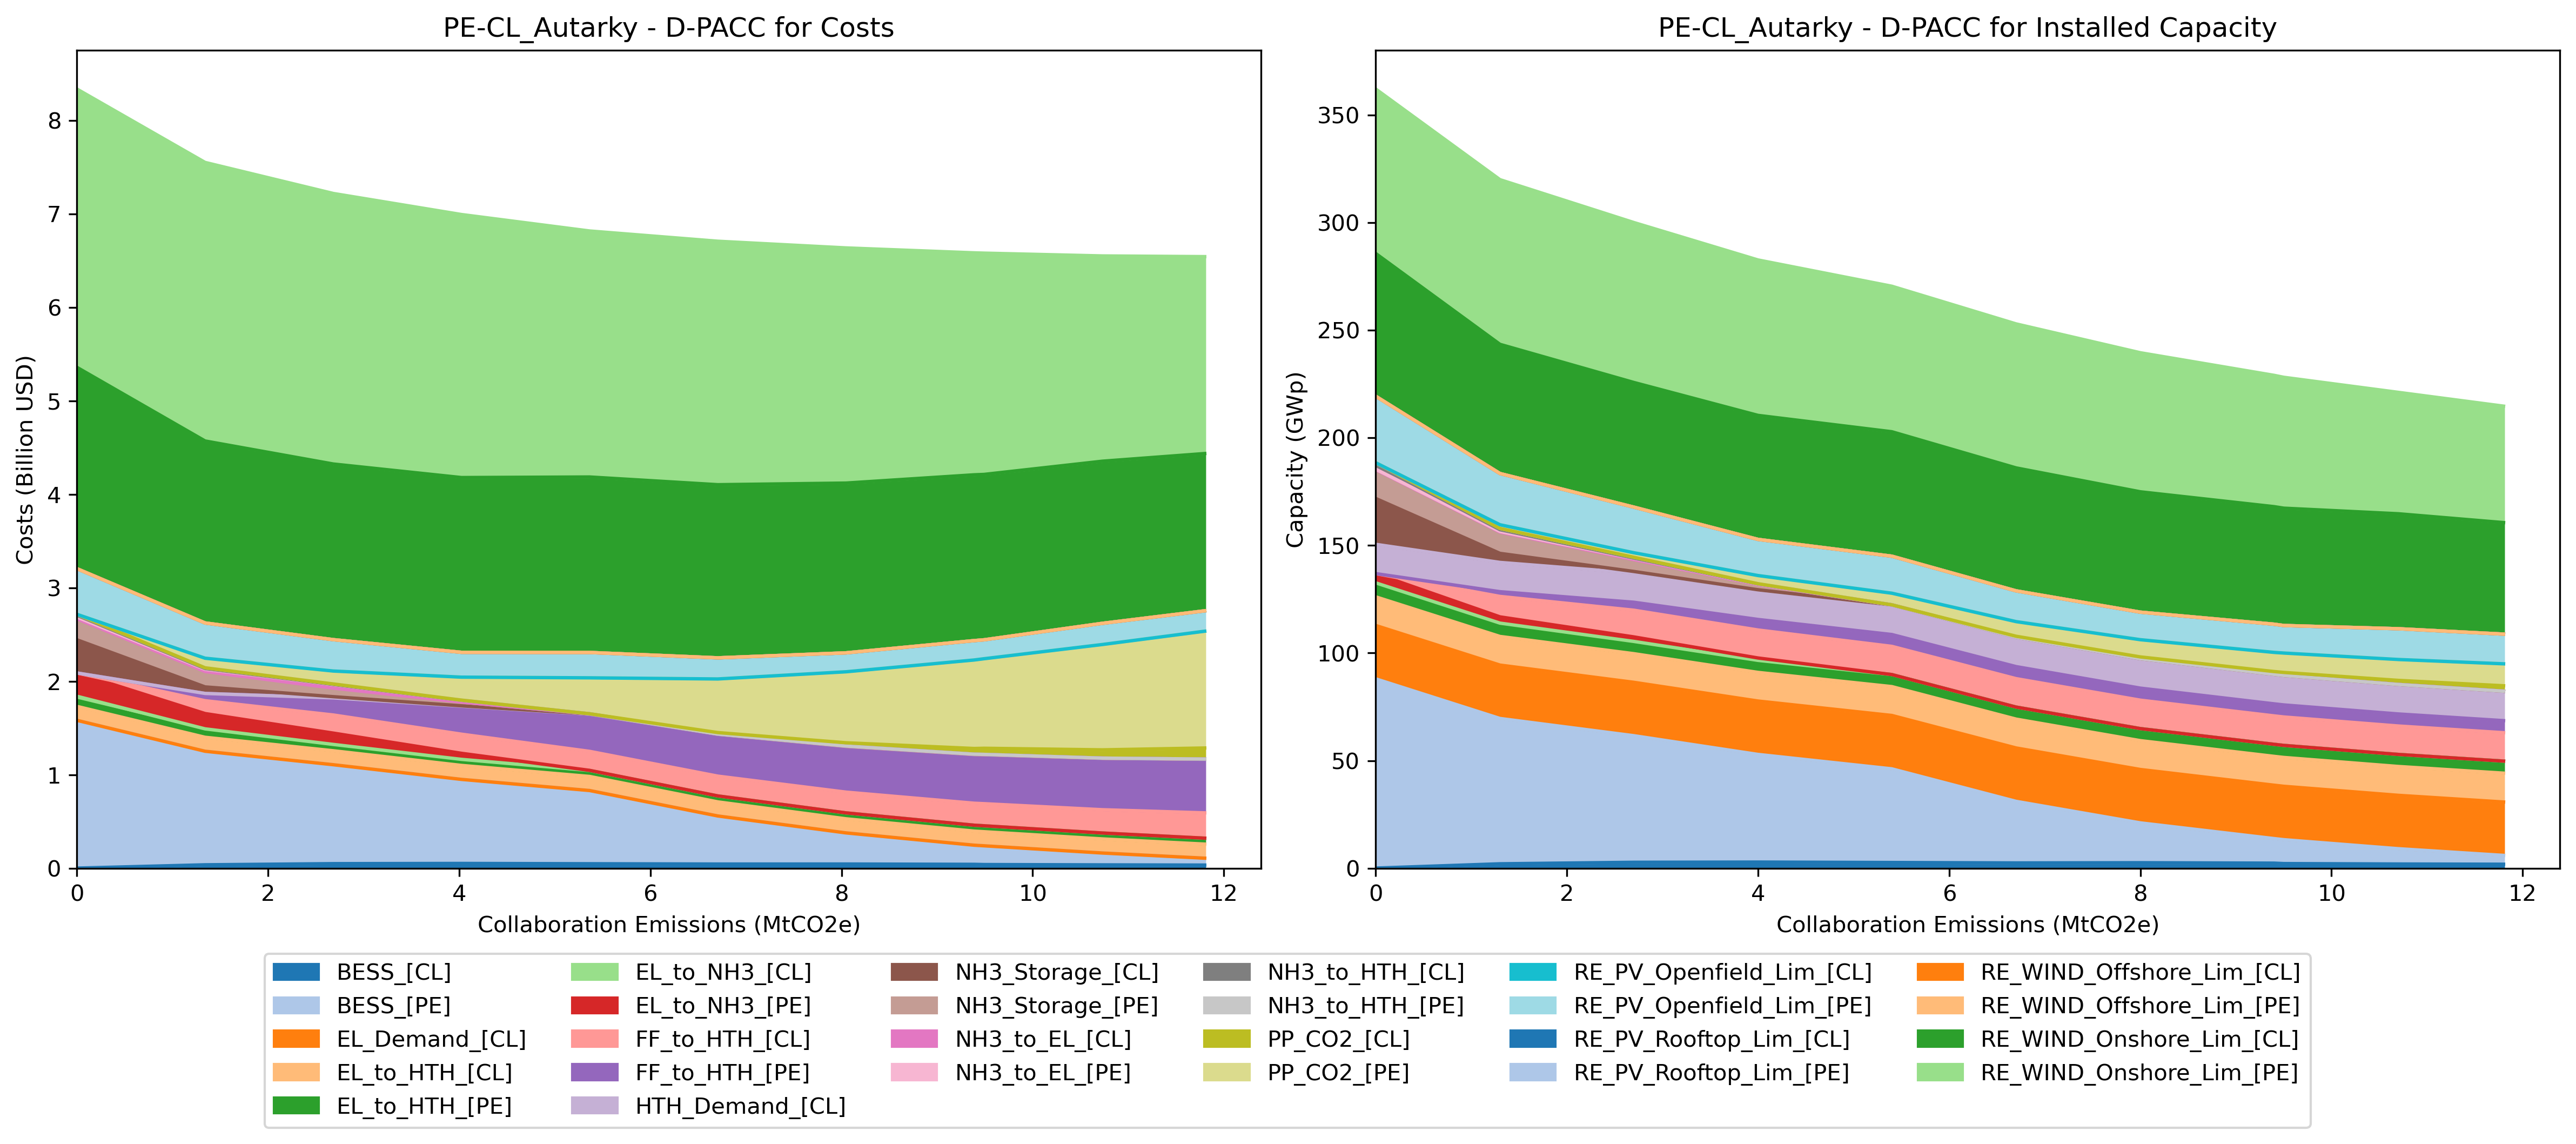 PE-CL_Autarky - D-PACC for Costs
Costs (Billion USD)
8
7
6
5
4
3
2
1
0
0 2 4 6 8 10 12
Collaboration Emissions (MtCO2e)
PE-CL_Autarky - D-PACC for Installed Capacity
Capacity (GWp)
350
300
250
200
150
100
50
0
0 2 4 6 8 10 12
Collaboration Emissions (MtCO2e)
BESS_[CL]
BESS_[PE]
EL_Demand_[CL]
EL_to_HTH_[CL]
EL_to_HTH_[PE]
EL_to_NH3_[CL]
EL_to_NH3_[PE]
FF_to_HTH_[CL]
FF_to_HTH_[PE]
HTH_Demand_[CL]
NH3_Storage_[CL]
NH3_Storage_[PE]
NH3_to_EL_[CL]
NH3_to_EL_[PE]
NH3_to_HTH_[CL]
NH3_to_HTH_[PE]
PP_CO2_[CL]
PP_CO2_[PE]
RE_PV_Openfield_Lim_[CL]
RE_PV_Openfield_Lim_[PE]
RE_PV_Rooftop_Lim_[CL]
RE_PV_Rooftop_Lim_[PE]
RE_WIND_Offshore_Lim_[CL]
RE_WIND_Offshore_Lim_[PE]
RE_WIND_Onshore_Lim_[CL]
RE_WIND_Onshore_Lim_[PE]